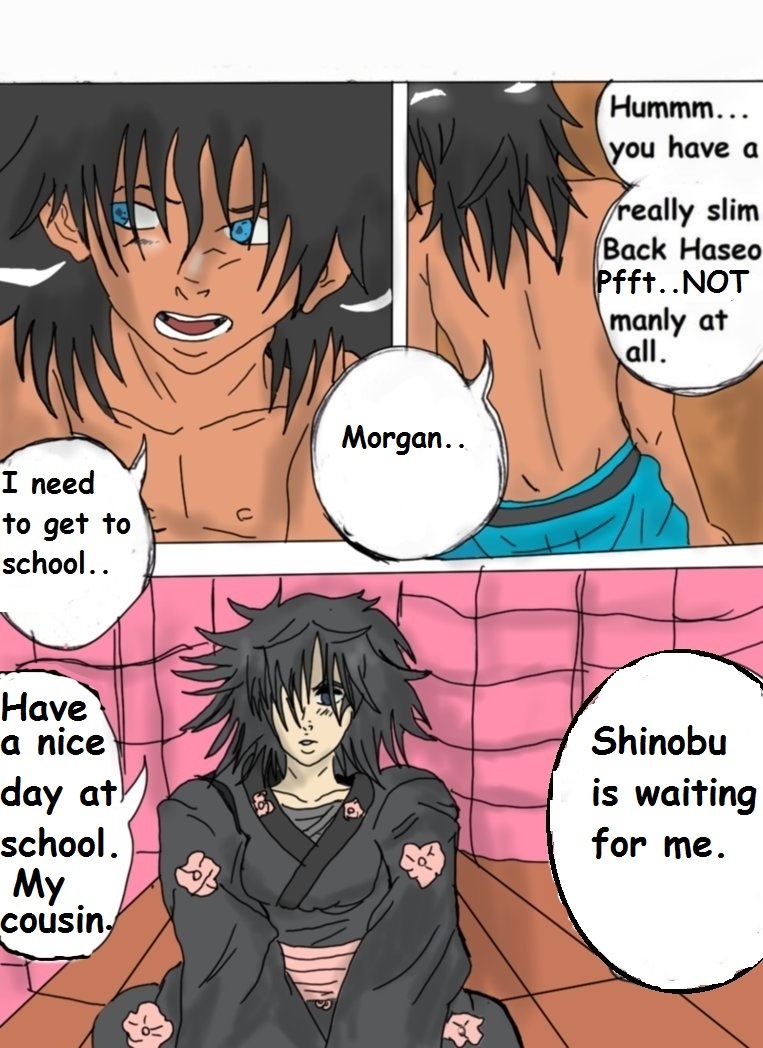 Hummm...
you have a
really slim
Back Haseo
Pfft..NOT
manly at
all.
Morgan..
I need
to get to
school..
Shinobu
is waiting
for me.
Have
a nice
day at
school.
My
cousin.